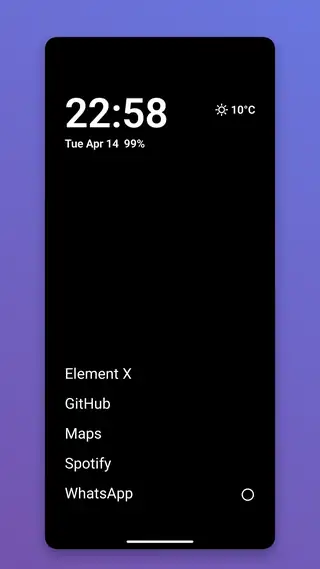 22:58
10°C
Tue Apr 14 99%
Element X
GitHub
Maps
Spotify
WhatsApp